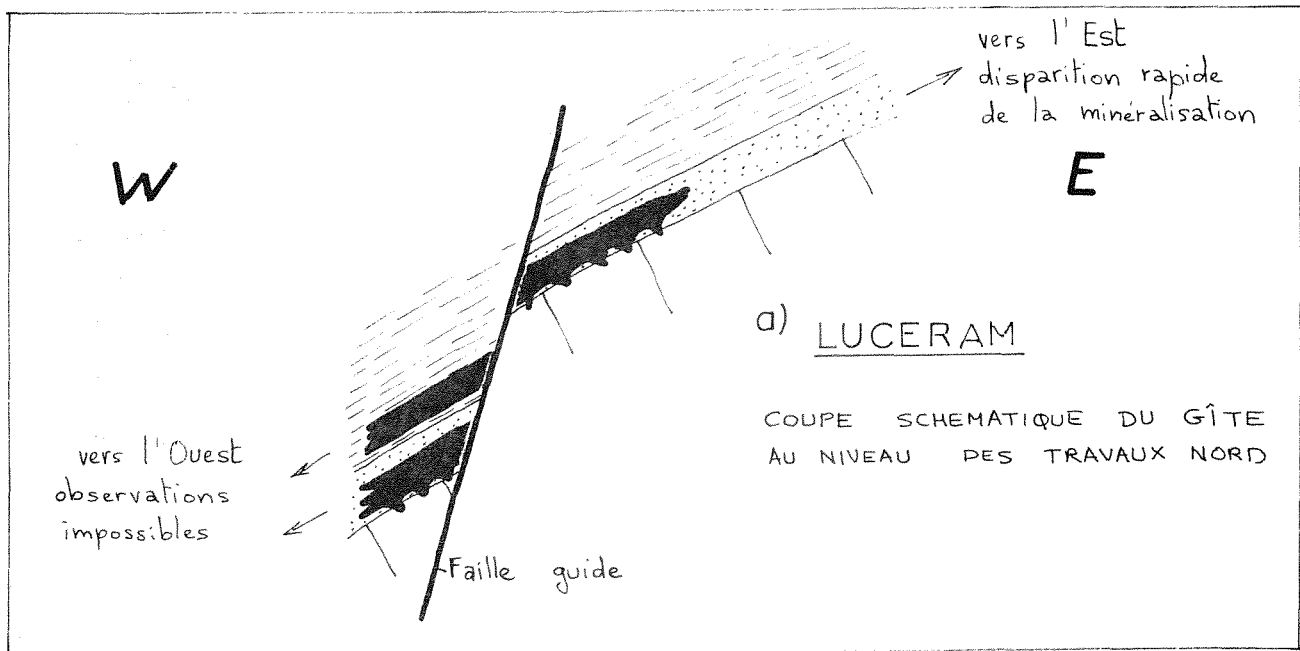 vers l'Est
disparition rapide
de la minéralisation
W
E
a) LUCERAM
COUPE SCHEMATIQUE DU GÎTE
AU NIVEAU DES TRAVAUX NORD
vers l'Ouest
observations
impossibles
Faille guide